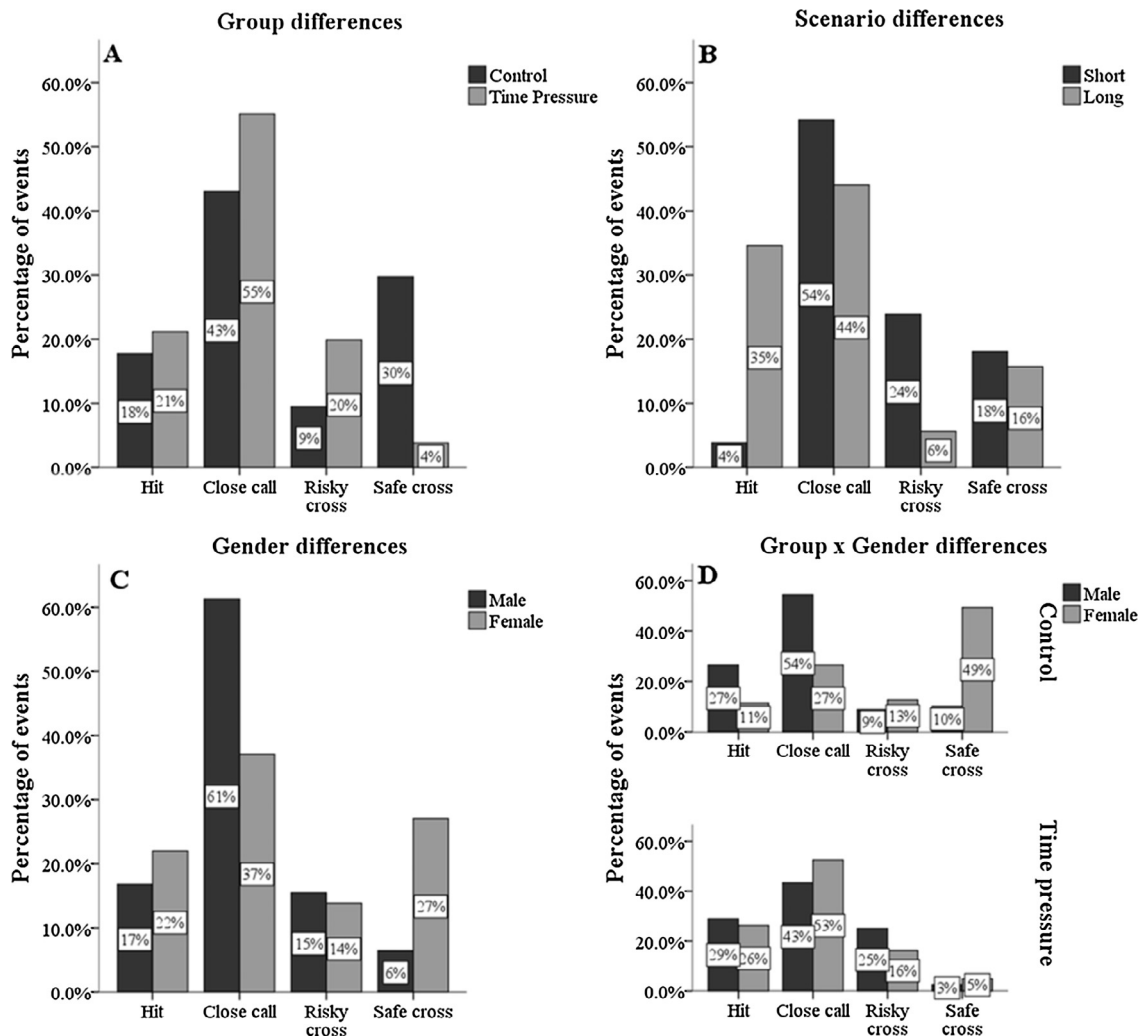 Group differences
A
Control
Time Pressure
Percentage of events
60.0%
50.0%
40.0%
30.0%
20.0%
10.0%
0.0%
18%
21%
43%
55%
9%
20%
30%
4%
Hit
Close call
Risky
cross
Safe cross
Scenario differences
B
Short
Long
Percentage of events
60.0%
50.0%
40.0%
30.0%
20.0%
10.0%
0.0%
4%
35%
54%
44%
24%
6%
18%
16%
Hit
Close call
Risky
cross
Safe cross
Gender differences
C
Male
Female
Percentage of events
60.0%
50.0%
40.0%
30.0%
20.0%
10.0%
0.0%
17%
22%
61%
37%
15%
14%
6%
27%
Hit
Close call
Risky
cross
Safe cross
Group x Gender differences
D
Male
Female
Control
Percentage of events
60.0%
40.0%
20.0%
0.0%
27%
11%
54%
27%
9%
13%
10%
49%
Hit
Close call
Risky
cross
Safe
cross
Time pressure
60.0%
40.0%
20.0%
0.0%
29%
26%
43%
53%
25%
16%
3%
5%
Hit
Close call
Risky
cross
Safe
cross